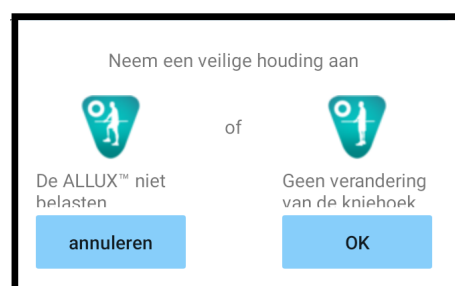 Neem een veilige houding aan
of
De ALLUX™ niet
belasten
Geen verandering
van de kniehoek
annuleren
OK